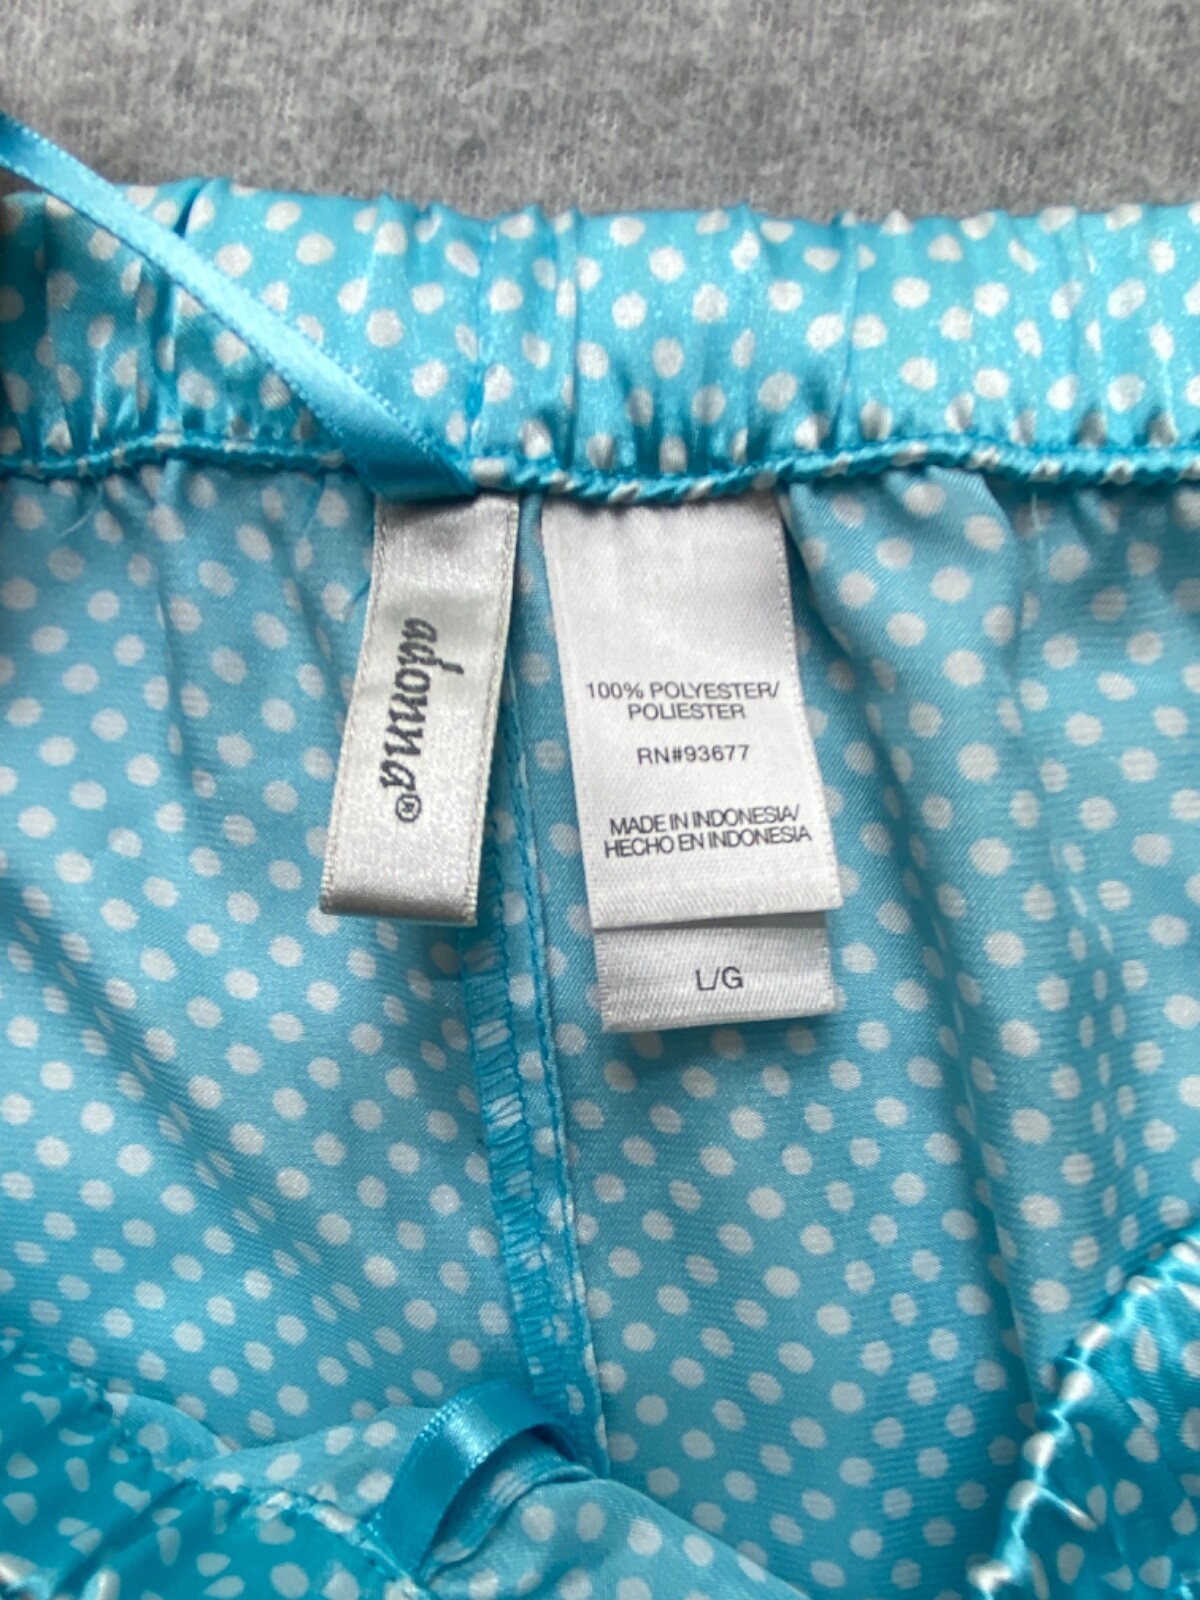 adonna®
100% POLYESTER/
POLIESTER
RN#93677
MADE IN INDONESIA/
HECHO EN INDONESIA
L/G